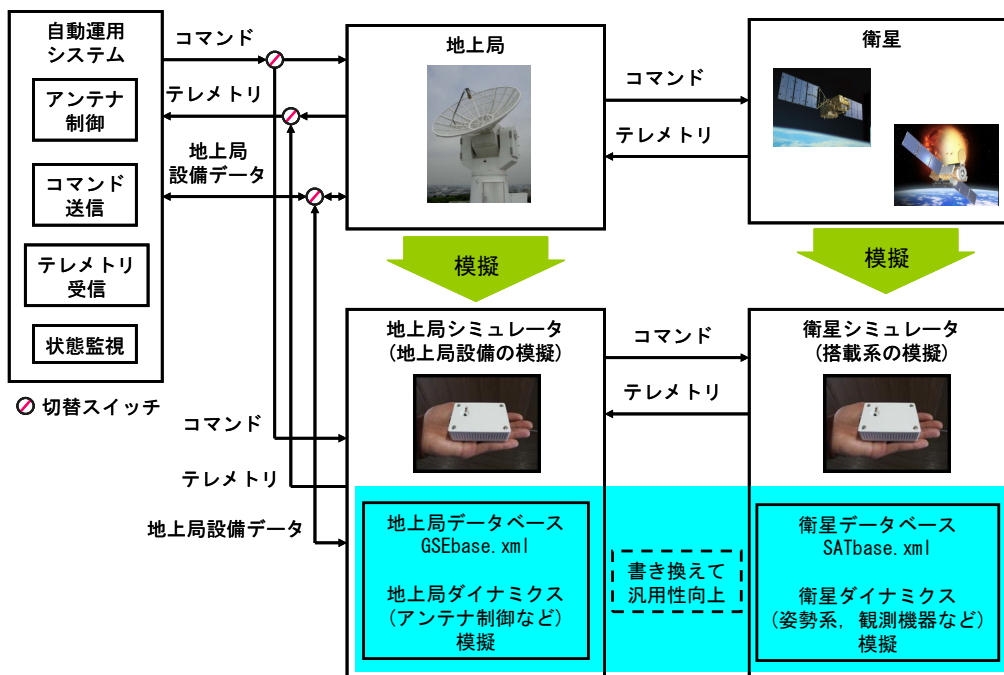 自動運用
システム
アンテナ
制御
コマンド
送信
テレメトリ
受信
状態監視
切替スイッチ
コマンド
テレメトリ
地上局
設備データ
地上局
コマンド
テレメトリ
衛星
模擬
模擬
地上局シミュレータ
(地上局設備の模擬)
コマンド
テレメトリ
衛星シミュレータ
(搭載系の模擬)
コマンド
テレメトリ
地上局設備データ
地上局データベース
GSEbase.xml
地上局ダイナミクス
(アンテナ制御など)
模擬
書き換えて
汎用性向上
衛星データベース
SATbase.xml
衛星ダイナミクス
(姿勢系，観測機器など)
模擬